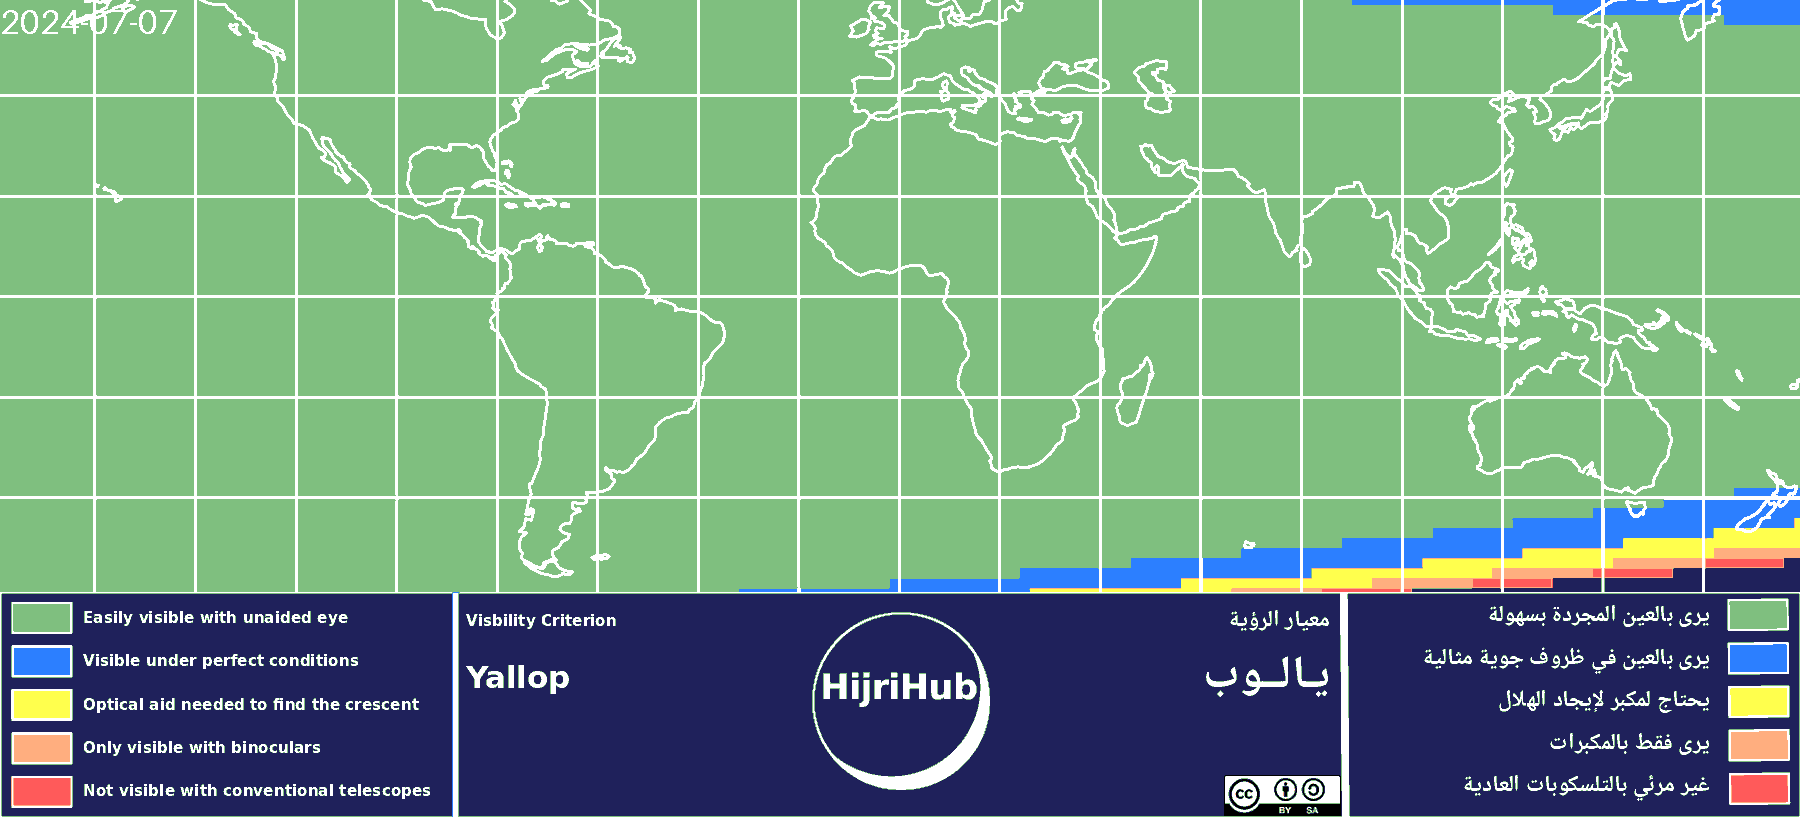 2024-07-07
Easily visible with unaided eye
Visible under perfect conditions
Optical aid needed to find the crescent
Only visible with binoculars
Not visible with conventional telescopes
Visbility Criterion
Yallop
HijriHub
معيار الرؤية
يـالـوب
cc
BY SA
يرى بالعين المجردة بسهولة
يرى بالعين في ظروف جوية مثالية
يحتاج لمكبر لإيجاد الهلال
يرى فقط بالمكبرات
غير مرئي بالتلسكوبات العادية